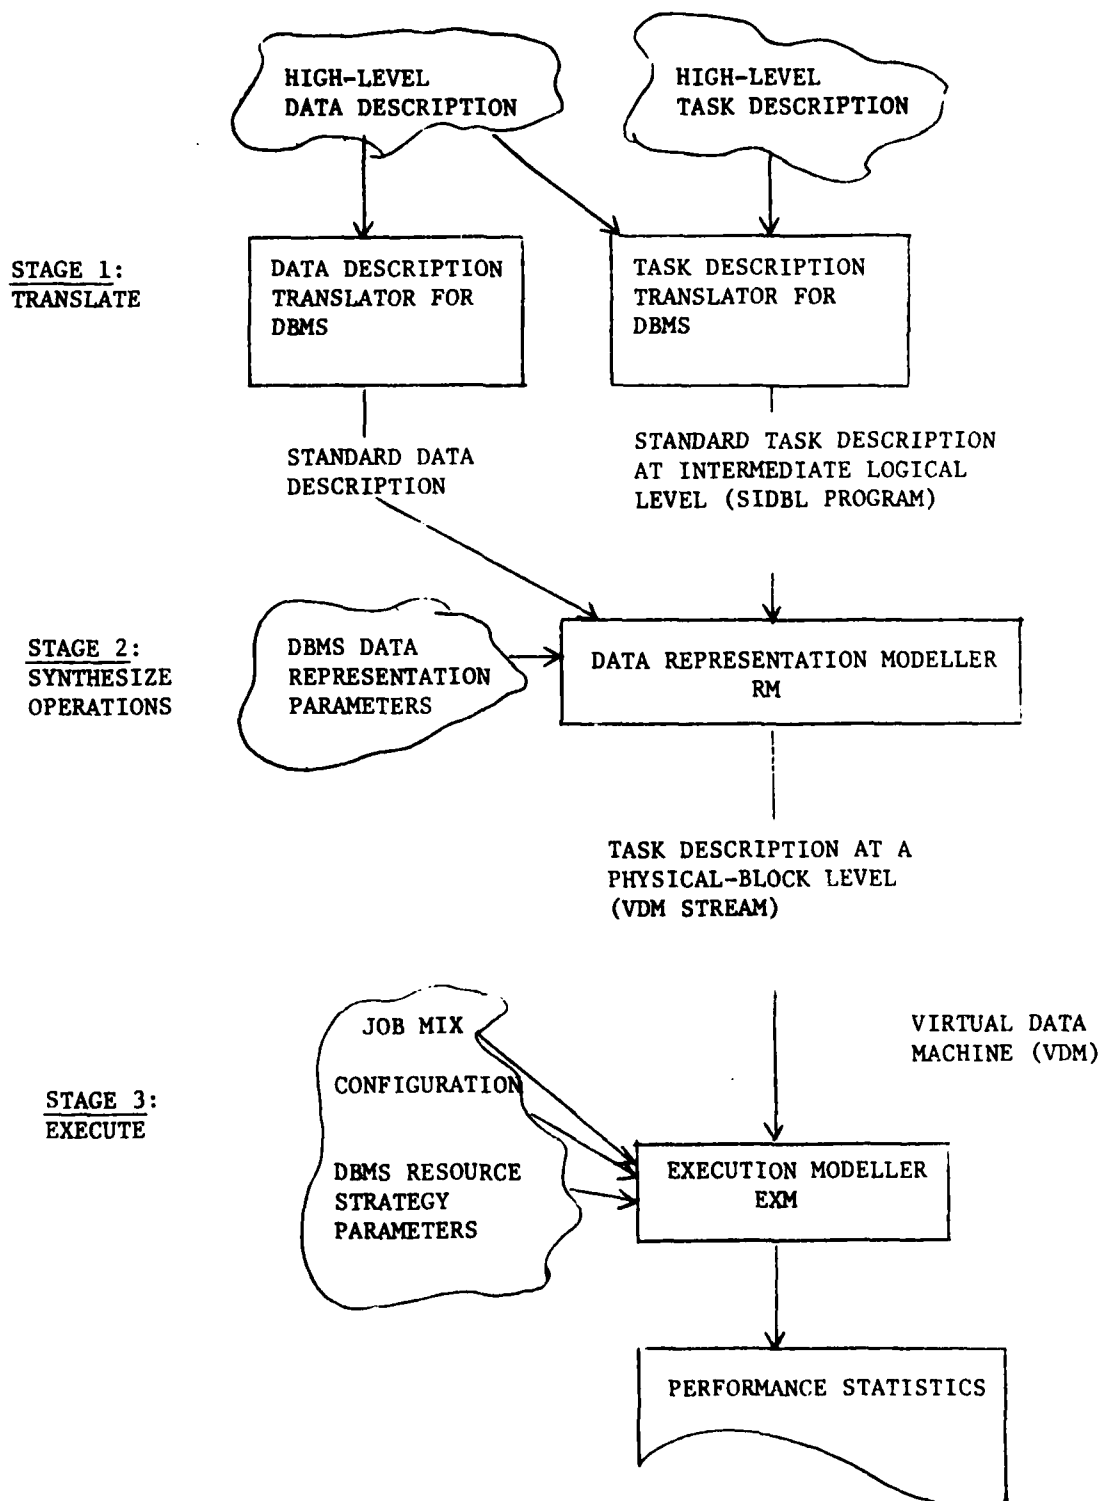 HIGH-LEVEL
DATA DESCRIPTION
HIGH-LEVEL
TASK DESCRIPTION
STAGE 1:
TRANSLATE
DATA DESCRIPTION
TRANSLATOR FOR
DBMS
TASK DESCRIPTION
TRANSLATOR FOR
DBMS
STANDARD DATA
DESCRIPTION
STANDARD TASK DESCRIPTION
AT INTERMEDIATE LOGICAL
LEVEL (SIDBL PROGRAM)
STAGE 2:
SYNTHESIZE
OPERATIONS
DBMS DATA
REPRESENTATION
PARAMETERS
DATA REPRESENTATION MODELLER
RM
TASK DESCRIPTION AT A
PHYSICAL-BLOCK LEVEL
(VDM STREAM)
VIRTUAL DATA
MACHINE (VDM)
STAGE 3:
EXECUTE
JOB MIX
CONFIGURATION
DBMS RESOURCE
STRATEGY
PARAMETERS
EXECUTION MODELLER
EXM
PERFORMANCE STATISTICS